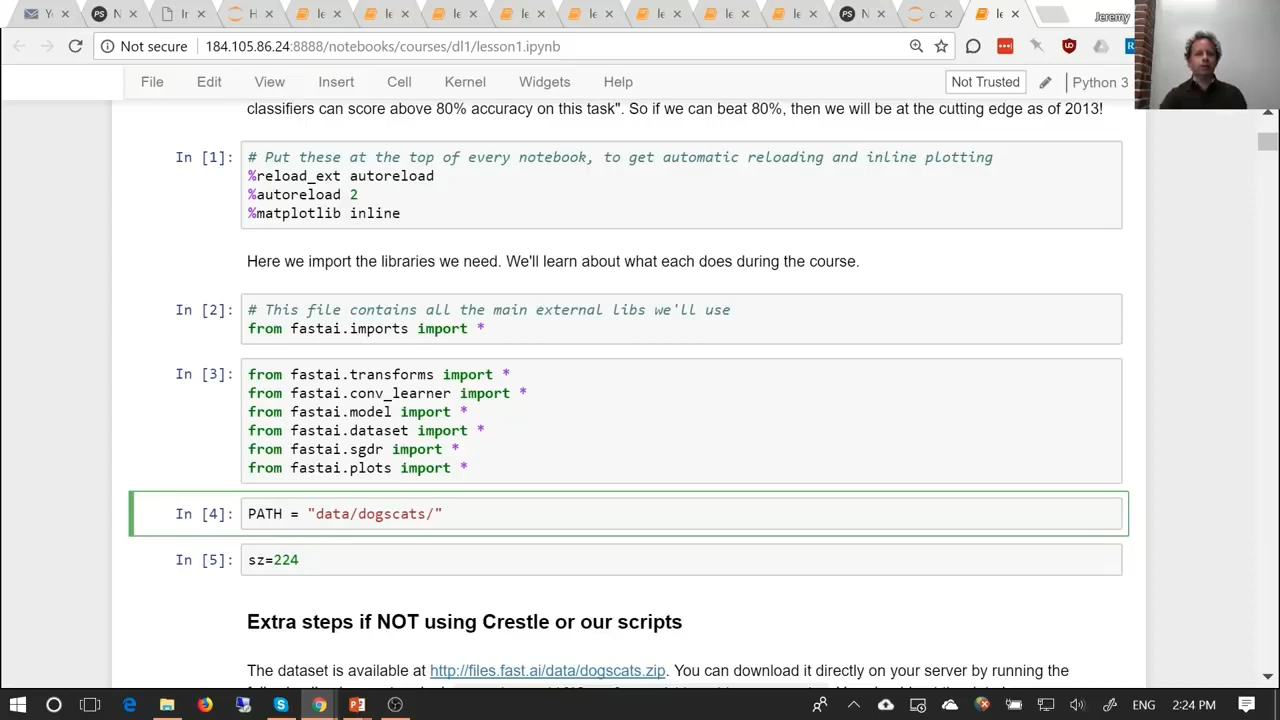 Jeremy
Not secure | 184.105.86.24:8888/notebooks/courses/dl1/lesson1.ipynb
File Edit View Insert Cell Kernel Widgets Help Not Trusted Python 3
classifiers can score above 80% accuracy on this task". So if we can beat 80%, then we will be at the cutting edge as of 2013!
In [1]: # Put these at the top of every notebook, to get automatic reloading and inline plotting
%reload_ext autoreload
%autoreload 2
%matplotlib inline
Here we import the libraries we need. We'll learn about what each does during the course.
In [2]: # This file contains all the main external libs we'll use
from fastai.imports import *
In [3]: from fastai.transforms import *
from fastai.conv_learner import *
from fastai.model import *
from fastai.dataset import *
from fastai.sgdr import *
from fastai.plots import *
In [4]: PATH = "data/dogscats/"
In [5]: sz=224
Extra steps if NOT using Crestle or our scripts
The dataset is available at http://files.fast.ai/data/dogscats.zip. You can download it directly on your server by running the
ENG 2:24 PM